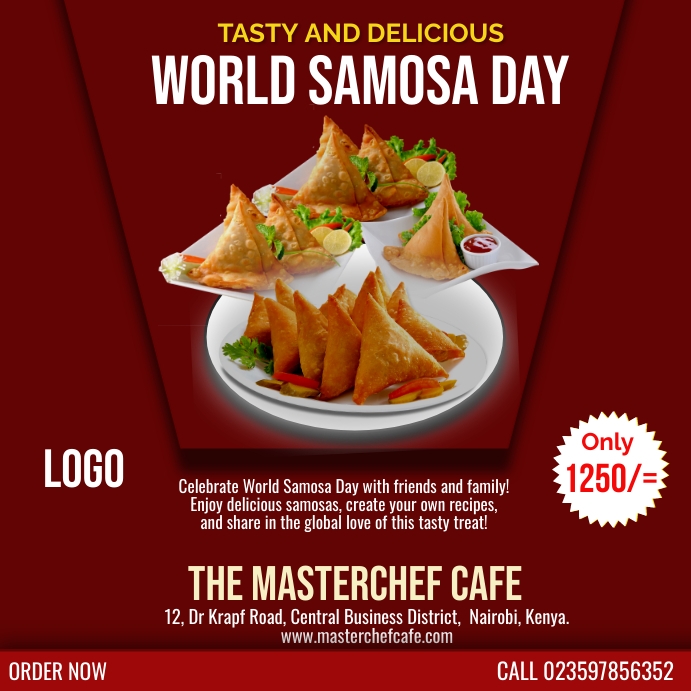 TASTY AND DELICIOUS
WORLD SAMOSA DAY
Only
1250/=
LOGO
Celebrate World Samosa Day with friends and family!
Enjoy delicious samosas, create your own recipes,
and share in the global love of this tasty treat!
THE MASTERCHEF CAFE
12, Dr Krapf Road, Central Business District, Nairobi, Kenya.
www.masterchefcafe.com
ORDER NOW
CALL 023597856352